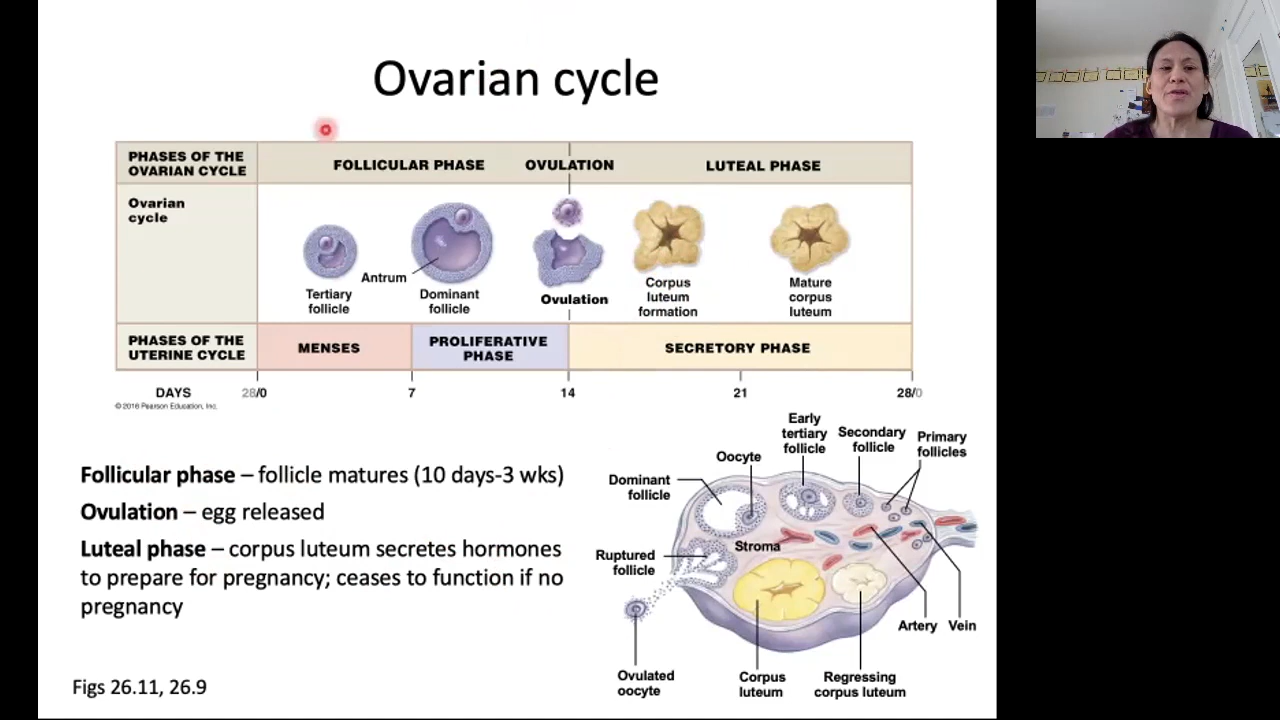 Ovarian cycle
PHASES OF THE
OVARIAN CYCLE
FOLLICULAR PHASE
OVULATION
LUTEAL PHASE
Ovarian
cycle
Antrum
Tertiary
follicle
Dominant
follicle
Ovulation
Corpus
luteum
formation
Mature
corpus
luteum
PHASES OF THE
UTERINE CYCLE
MENSES
PROLIFERATIVE
PHASE
SECRETORY PHASE
DAYS
28/0
7
14
21
28/0
© 2016 Pearson Education, Inc.
Follicular phase – follicle matures (10 days-3 wks)
Ovulation – egg released
Luteal phase – corpus luteum secretes hormones
to prepare for pregnancy; ceases to function if no
pregnancy
Figs 26.11, 26.9
Early
tertiary
follicle
Secondary
follicle
Primary
follicles
Oocyte
Dominant
follicle
Stroma
Ruptured
follicle
Artery
Vein
Ovulated
oocyte
Corpus
luteum
Regressing
corpus luteum